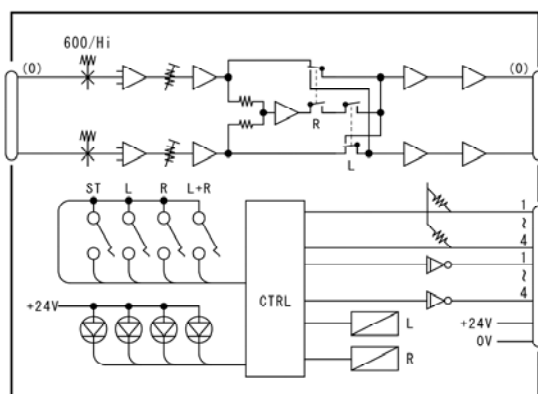 600/Hi
(0) (0)
R
L
ST L R L+R
1
~
4
1
~
4
CTRL
+24V
L
+24V
0V
R